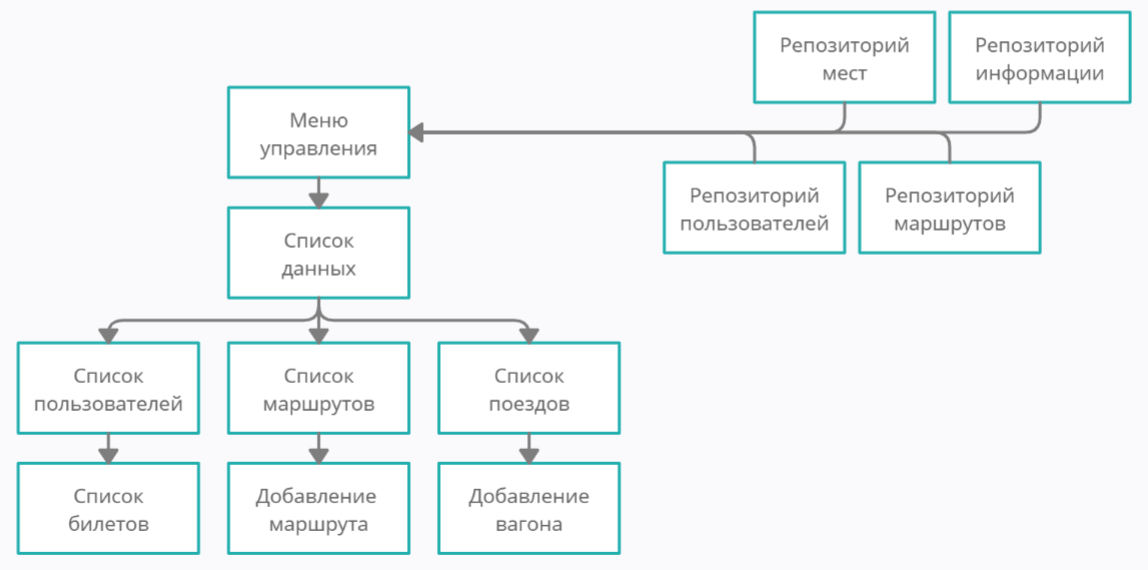 Репозиторий
мест
Репозиторий
информации
Меню
управления
Репозиторий
пользователей
Репозиторий
маршрутов
Список
данных
Список
пользователей
Список
маршрутов
Список
поездов
Список
билетов
Добавление
маршрута
Добавление
вагона